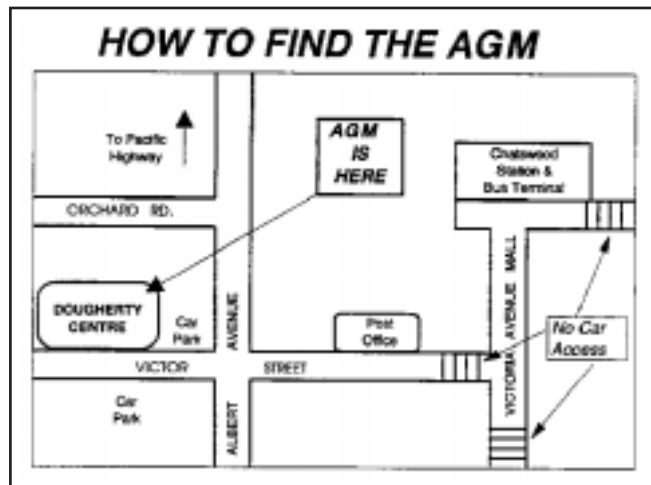 HOW TO FIND THE AGM
To Pacific
Highway
AGM
IS
HERE
Chatswood
Station &
Bus Terminal
ORCHARD RD.
DOUGHERTY
CENTRE
Car
Park
ALBERT AVENUE
Post
Office
VICTORIA AVENUE MALL
No Car
Access
VICTOR STREET
Car
Park